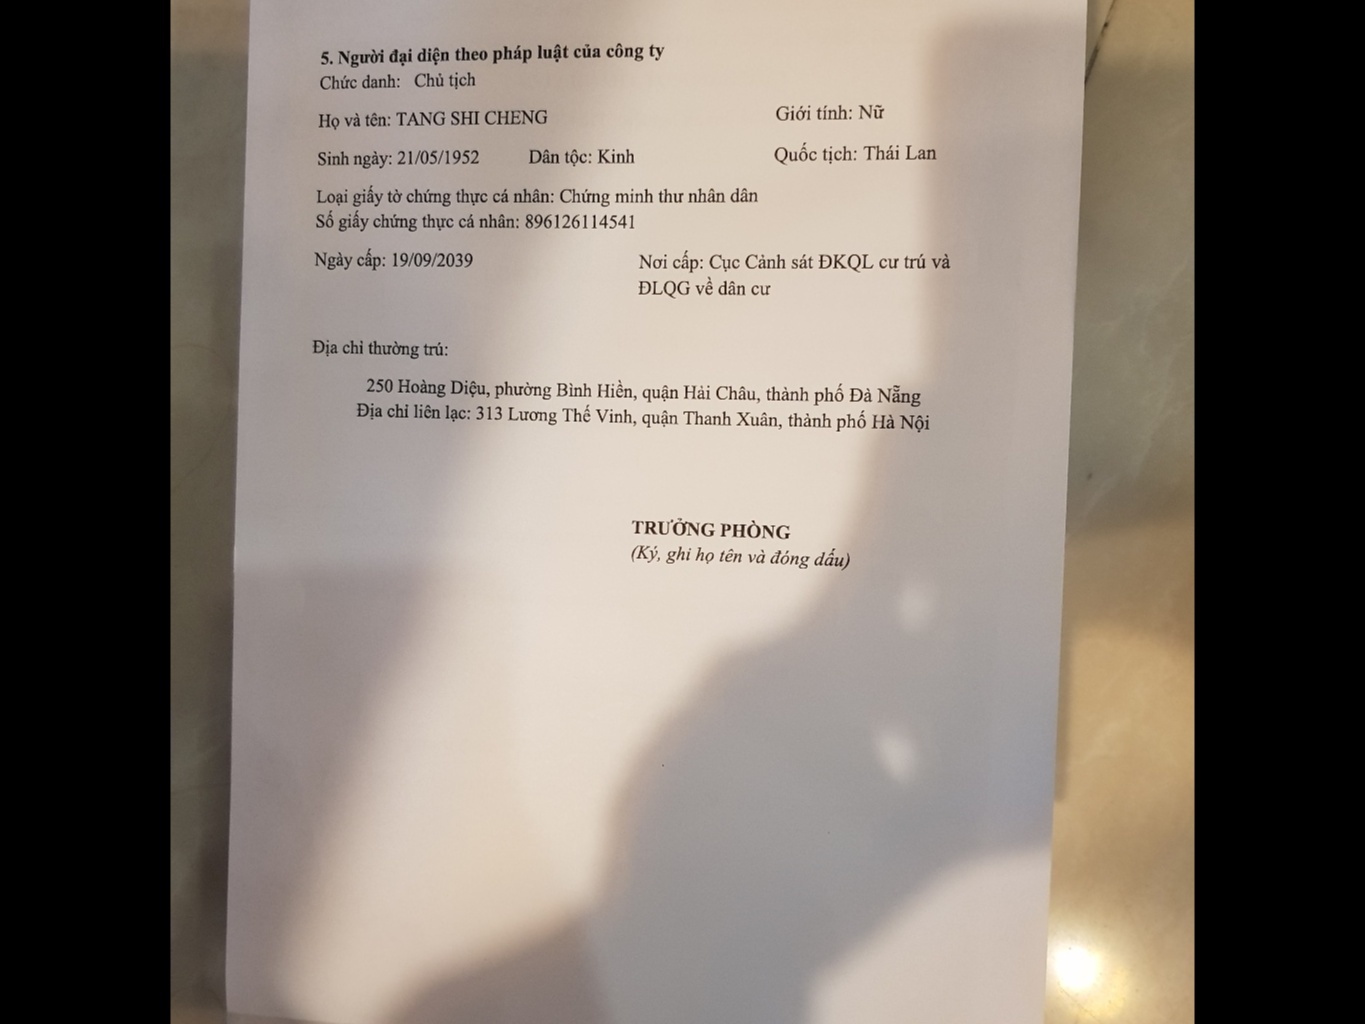 5. Người đại diện theo pháp luật của công ty
Chức danh: Chủ tịch
Họ và tên: TANG SHI CHENG Giới tính: Nữ
Sinh ngày: 21/05/1952 Dân tộc: Kinh Quốc tịch: Thái Lan
Loại giấy tờ chứng thực cá nhân: Chứng minh thư nhân dân
Số giấy chứng thực cá nhân: 896126114541
Ngày cấp: 19/09/2039 Nơi cấp: Cục Cảnh sát ĐKQL cư trú và
ĐLQG về dân cư
Địa chỉ thường trú:
250 Hoàng Diệu, phường Bình Hiền, quận Hải Châu, thành phố Đà Nẵng
Địa chỉ liên lạc: 313 Lương Thế Vinh, quận Thanh Xuân, thành phố Hà Nội
TRƯỞNG PHÒNG
(Ký, ghi họ tên và đóng dấu)